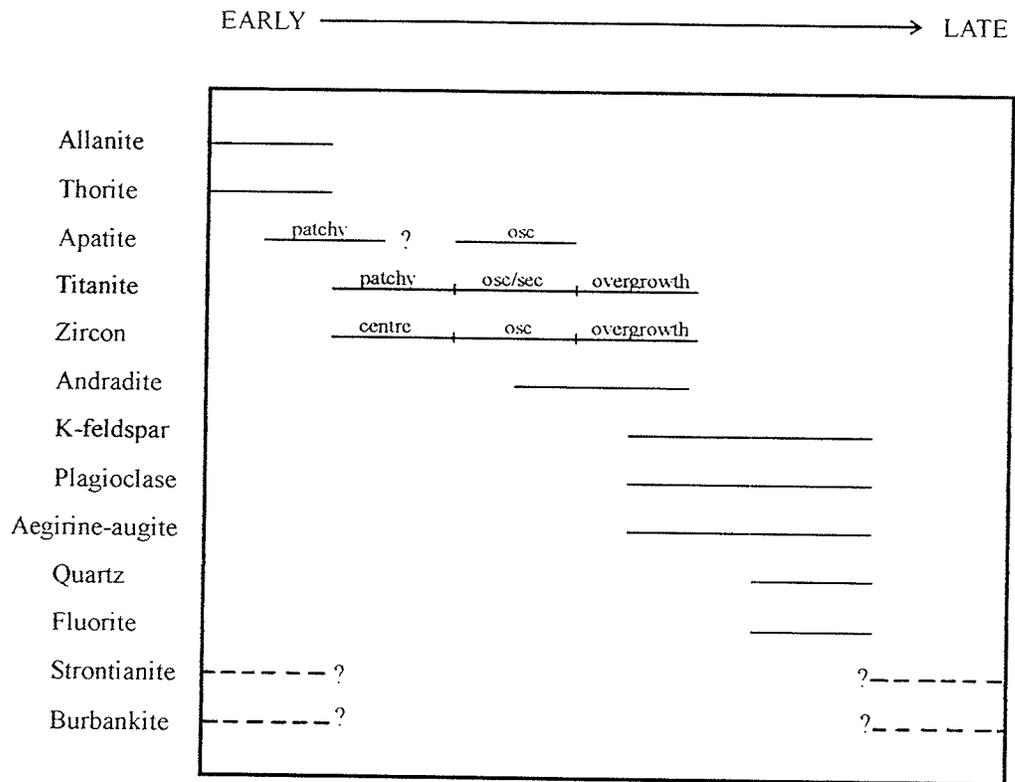 EARLY LATE
Allanite
Thorite
Apatite patchy ? osc
Titanite patchy osc/sec overgrowth
Zircon centre osc overgrowth
Andradite
K-feldspar
Plagioclase
Aegirine-augite
Quartz
Fluorite
Strontianite ? ?
Burbankite ? ?